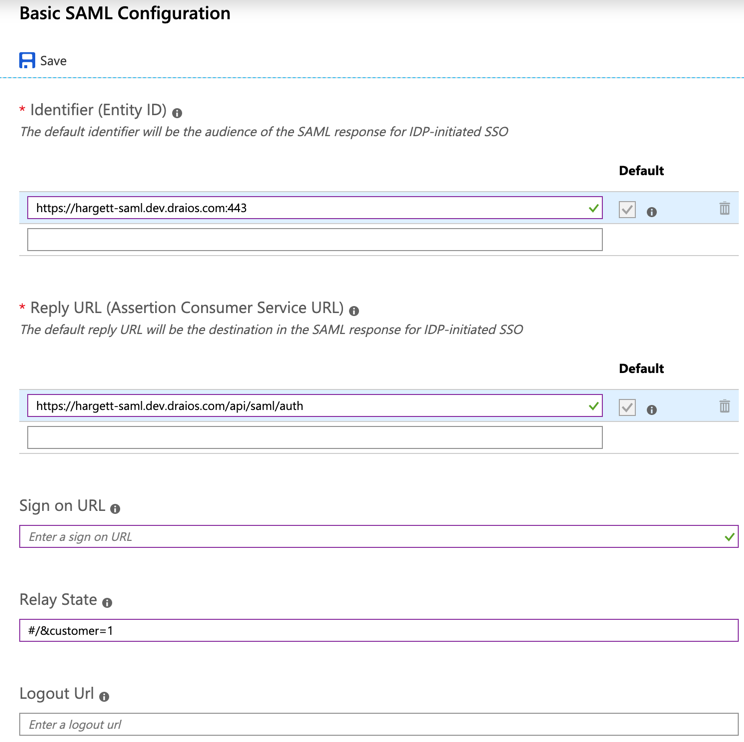 Basic SAML Configuration
Save
* Identifier (Entity ID)
The default identifier will be the audience of the SAML response for IDP-initiated SSO
Default
https://hargett-saml.dev.draios.com:443
* Reply URL (Assertion Consumer Service URL)
The default reply URL will be the destination in the SAML response for IDP-initiated SSO
Default
https://hargett-saml.dev.draios.com/api/saml/auth
Sign on URL
Enter a sign on URL
Relay State
#/&customer=1
Logout Url
Enter a logout url